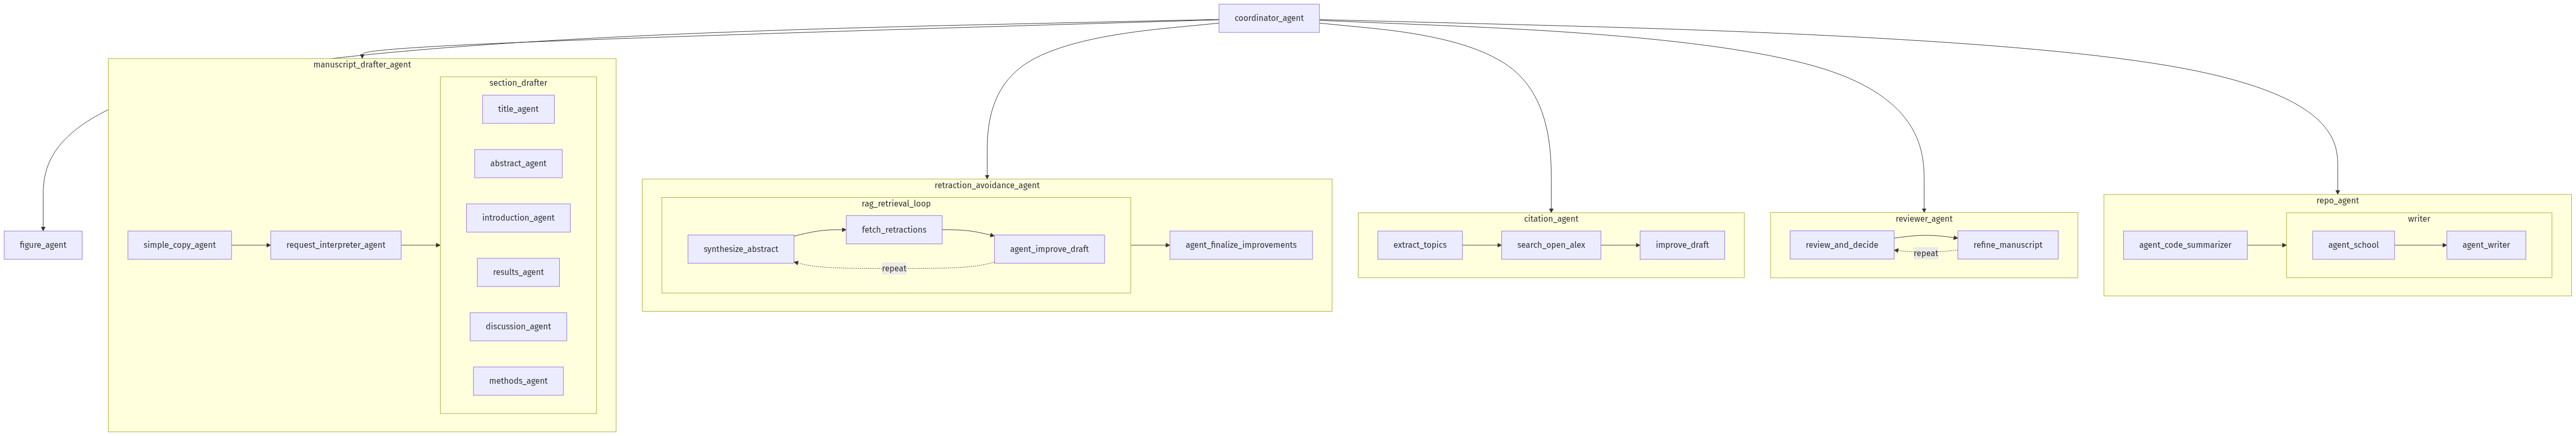 coordinator_agent
manuscript_drafter_agent
section_drafter
title_agent
abstract_agent
introduction_agent
results_agent
discussion_agent
methods_agent
simple_copy_agent
request_interpreter_agent
figure_agent
retraction_avoidance_agent
rag_retrieval_loop
synthesize_abstract
fetch_retractions
agent_improve_draft
repeat
agent_finalize_improvements
citation_agent
extract_topics
search_open_alex
improve_draft
reviewer_agent
review_and_decide
refine_manuscript
repeat
repo_agent
writer
agent_code_summarizer
agent_school
agent_writer